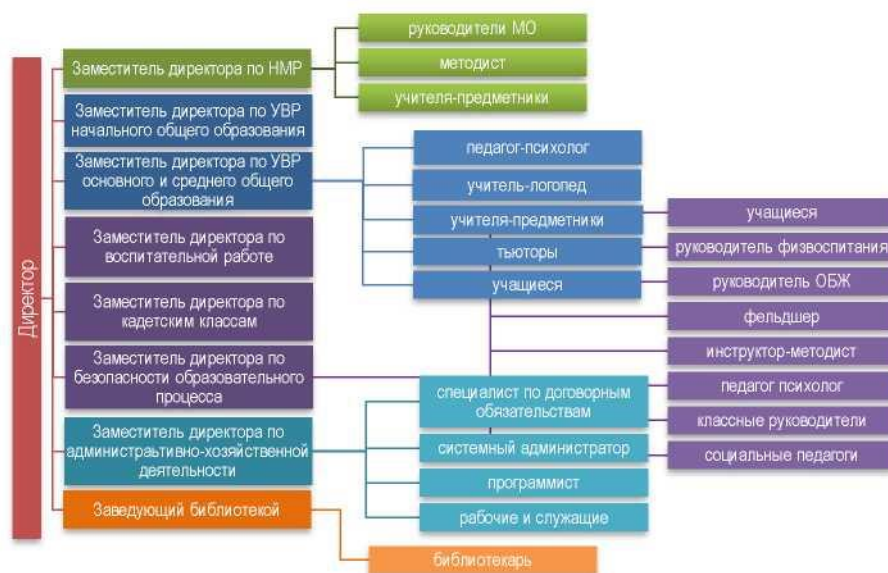 Директор
Заместитель директора по НМР
руководители МО
методист
учителя-предметники
Заместитель директора по УВР
начального общего образования
Заместитель директора по УВР
основного и среднего общего
образования
педагог-психолог
учитель-логопед
учителя-предметники
тьюторы
учащиеся
Заместитель директора по
воспитательной работе
Заместитель директора по
кадетским классам
Заместитель директора по
безопасности образовательного
процесса
учащиеся
руководитель физвоспитания
руководитель ОБЖ
фельдшер
инструктор-методист
педагог психолог
классные руководители
социальные педагоги
Заместитель директора по
администраьтивно-хозяйственной
деятельности
специалист по договорным
обязательствам
системный администратор
программист
рабочие и служащие
Заведующий библиотекой
библиотекарь